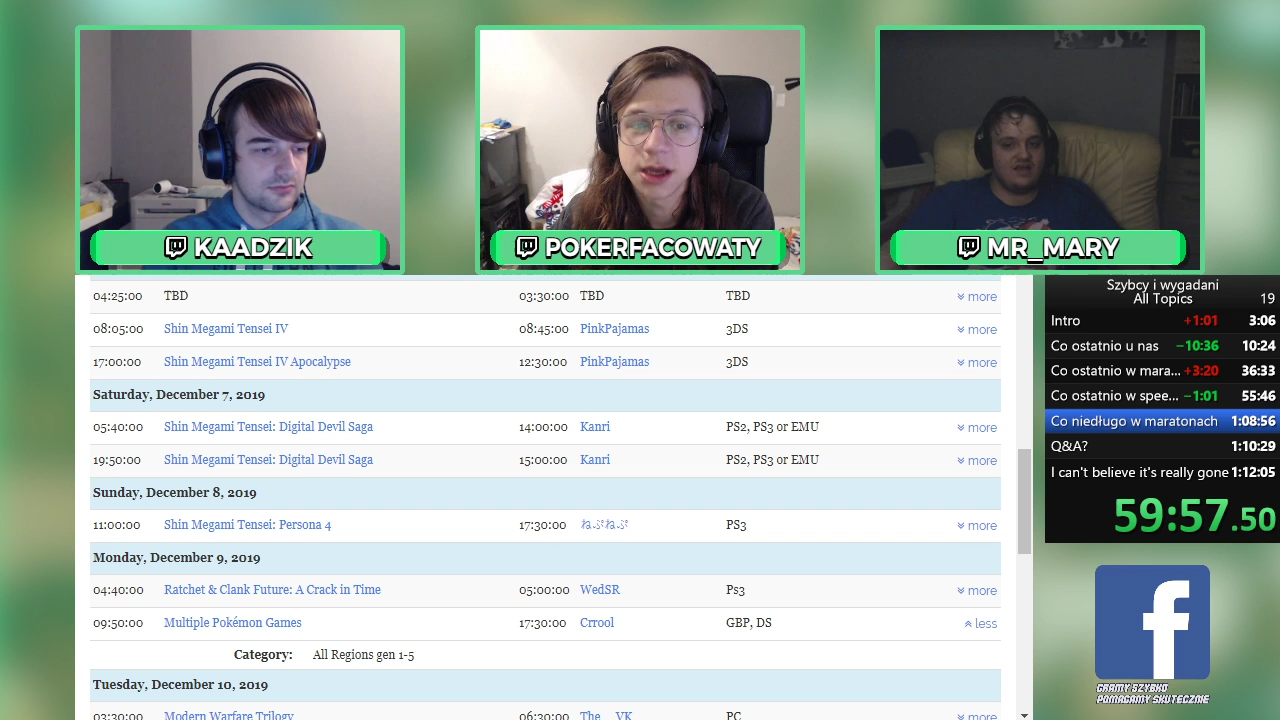 KAADZIK
POKERFACOWATY
MR_MARY
04:25:00 TBD 03:30:00 TBD TBD more
08:05:00 Shin Megami Tensei IV 08:45:00 PinkPajamas 3DS more
17:00:00 Shin Megami Tensei IV Apocalypse 12:30:00 PinkPajamas 3DS more
Saturday, December 7, 2019
05:40:00 Shin Megami Tensei: Digital Devil Saga 14:00:00 Kanri PS2, PS3 or EMU more
19:50:00 Shin Megami Tensei: Digital Devil Saga 15:00:00 Kanri PS2, PS3 or EMU more
Sunday, December 8, 2019
11:00:00 Shin Megami Tensei: Persona 4 17:30:00 PS3 more
Monday, December 9, 2019
04:40:00 Ratchet & Clank Future: A Crack in Time 05:00:00 WedSR Ps3 more
09:50:00 Multiple Pokémon Games 17:30:00 Crrool GBP, DS less
Category: All Regions gen 1-5
Tuesday, December 10, 2019
03:30:00 Modern Warfare Trilogy 06:30:00 The__VK PC more
Szybcy i wygadani
All Topics 19
Intro +1:01 3:06
Co ostatnio u nas −10:36 10:24
Co ostatnio w mara... +3:20 36:33
Co ostatnio w spee... −1:01 55:46
Co niedługo w maratonach 1:08:56
Q&A? 1:10:29
I can't believe it's really gone 1:12:05
59:57.50
f
GRAMY SZYBKO
POMAGAMY SKUTECZNIE